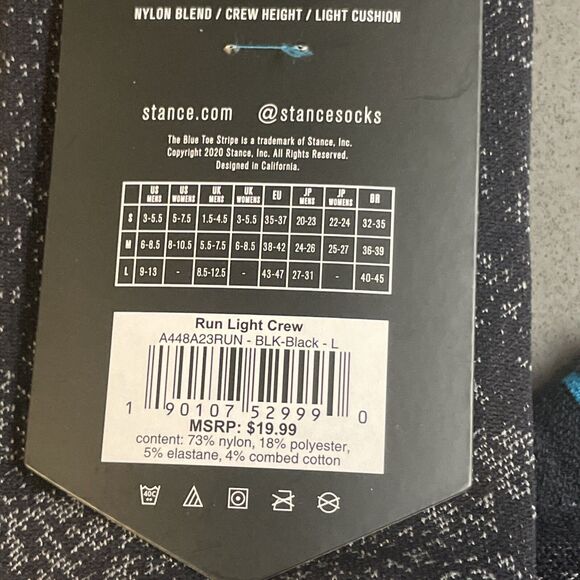 NYLON BLEND / CREW HEIGHT / LIGHT CUSHION
stance.com @stancesocks
The Blue Toe Stripe is a trademark of Stance, Inc.
Copyright 2020 Stance, Inc. All Rights Reserved.
Designed in California.
US MENS US WOMENS UK MENS UK WOMENS EU JP MENS JP WOMENS BR
S 3-5.5 5-7.5 1.5-4.5 3-5.5 35-37 20-23 22-24 32-35
M 6-8.5 8-10.5 5.5-7.5 6-8.5 38-42 24-26 25-27 36-39
L 9-13 - 8.5-12.5 - 43-47 27-31 - 40-45
Run Light Crew
A448A23RUN - BLK-Black - L
1 90107 52999 0
MSRP: $19.99
content: 73% nylon, 18% polyester,
5% elastane, 4% combed cotton
40C